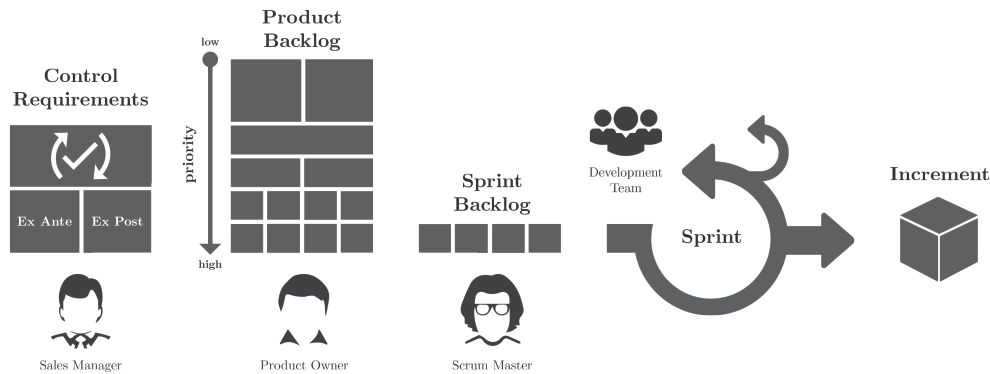 Control
Requirements
Ex Ante
Ex Post
Sales Manager
low
priority
high
Product
Backlog
Product Owner
Sprint
Backlog
Scrum Master
Development
Team
Sprint
Increment